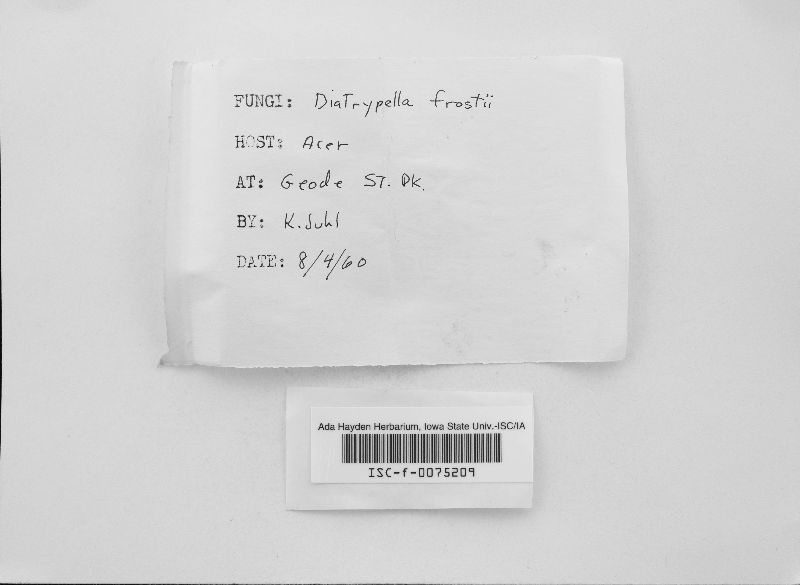 FUNGI: Diatrypella frostii
HOST: Acer
AT: Geode St. Pk.
BY: K. Juhl
DATE: 8/4/60
Ada Hayden Herbarium, Iowa State Univ.-ISC/IA
ISC-f-0075209